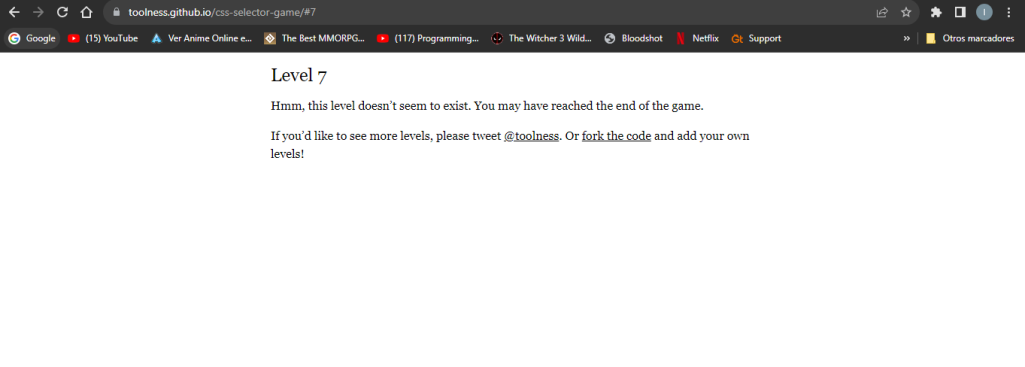 toolness.github.io/css-selector-game/#7
Google (15) YouTube Ver Anime Online e... The Best MMORPG... (117) Programming... The Witcher 3 Wild... Bloodshot Netflix Gt Support » Otros marcadores
Level 7
Hmm, this level doesn't seem to exist. You may have reached the end of the game.
If you'd like to see more levels, please tweet @toolness. Or fork the code and add your own
levels!